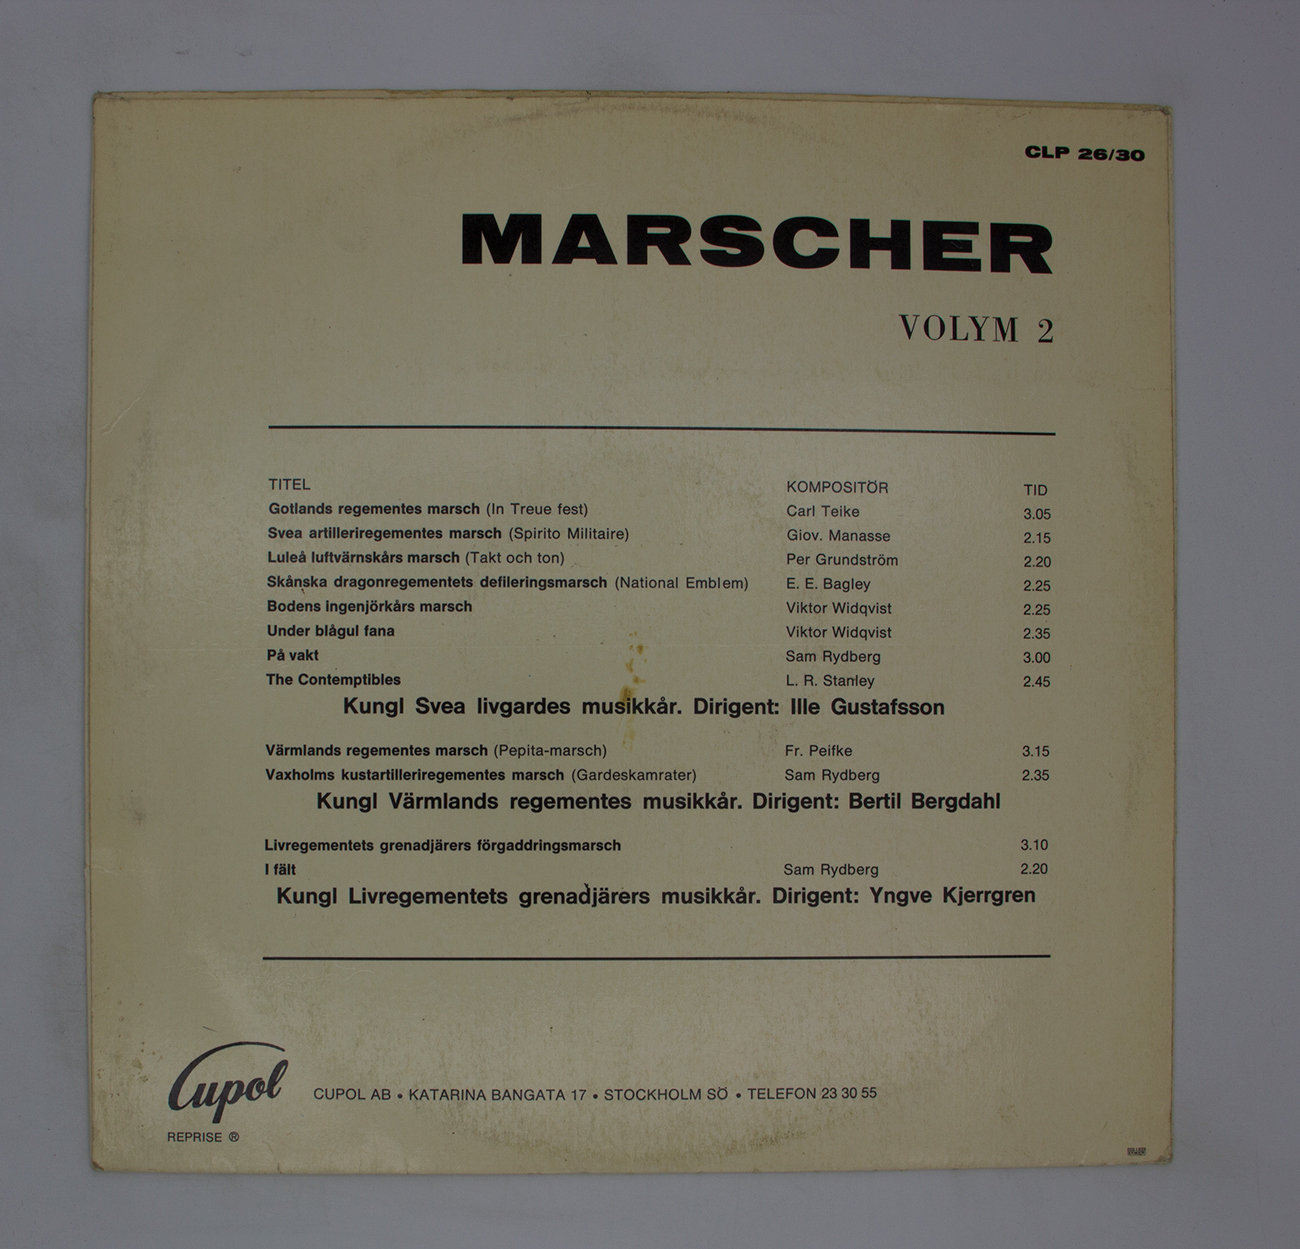 CLP 26/30
MARSCHER
VOLYM 2
TITEL KOMPOSITÖR TID
Gotlands regementes marsch (In Treue fest) Carl Teike 3.05
Svea artilleriregementes marsch (Spirito Militaire) Giov. Manasse 2.15
Luleå luftvärnskårs marsch (Takt och ton) Per Grundström 2.20
Skånska dragonregementets defileringsmarsch (National Emblem) E. E. Bagley 2.25
Bodens ingenjörkårs marsch Viktor Widqvist 2.25
Under blågul fana Viktor Widqvist 2.35
På vakt Sam Rydberg 3.00
The Contemptibles L. R. Stanley 2.45
Kungl Svea livgardes musikkår. Dirigent: Ille Gustafsson
Värmlands regementes marsch (Pepita-marsch) Fr. Peifke 3.15
Vaxholms kustartilleriregementes marsch (Gardeskamrater) Sam Rydberg 2.35
Kungl Värmlands regementes musikkår. Dirigent: Bertil Bergdahl
Livregementets grenadjärers förgaddringsmarsch 3.10
I fält Sam Rydberg 2.20
Kungl Livregementets grenadjärers musikkår. Dirigent: Yngve Kjerrgren
Cupol
CUPOL AB • KATARINA BANGATA 17 • STOCKHOLM SÖ • TELEFON 23 30 55
REPRISE ®